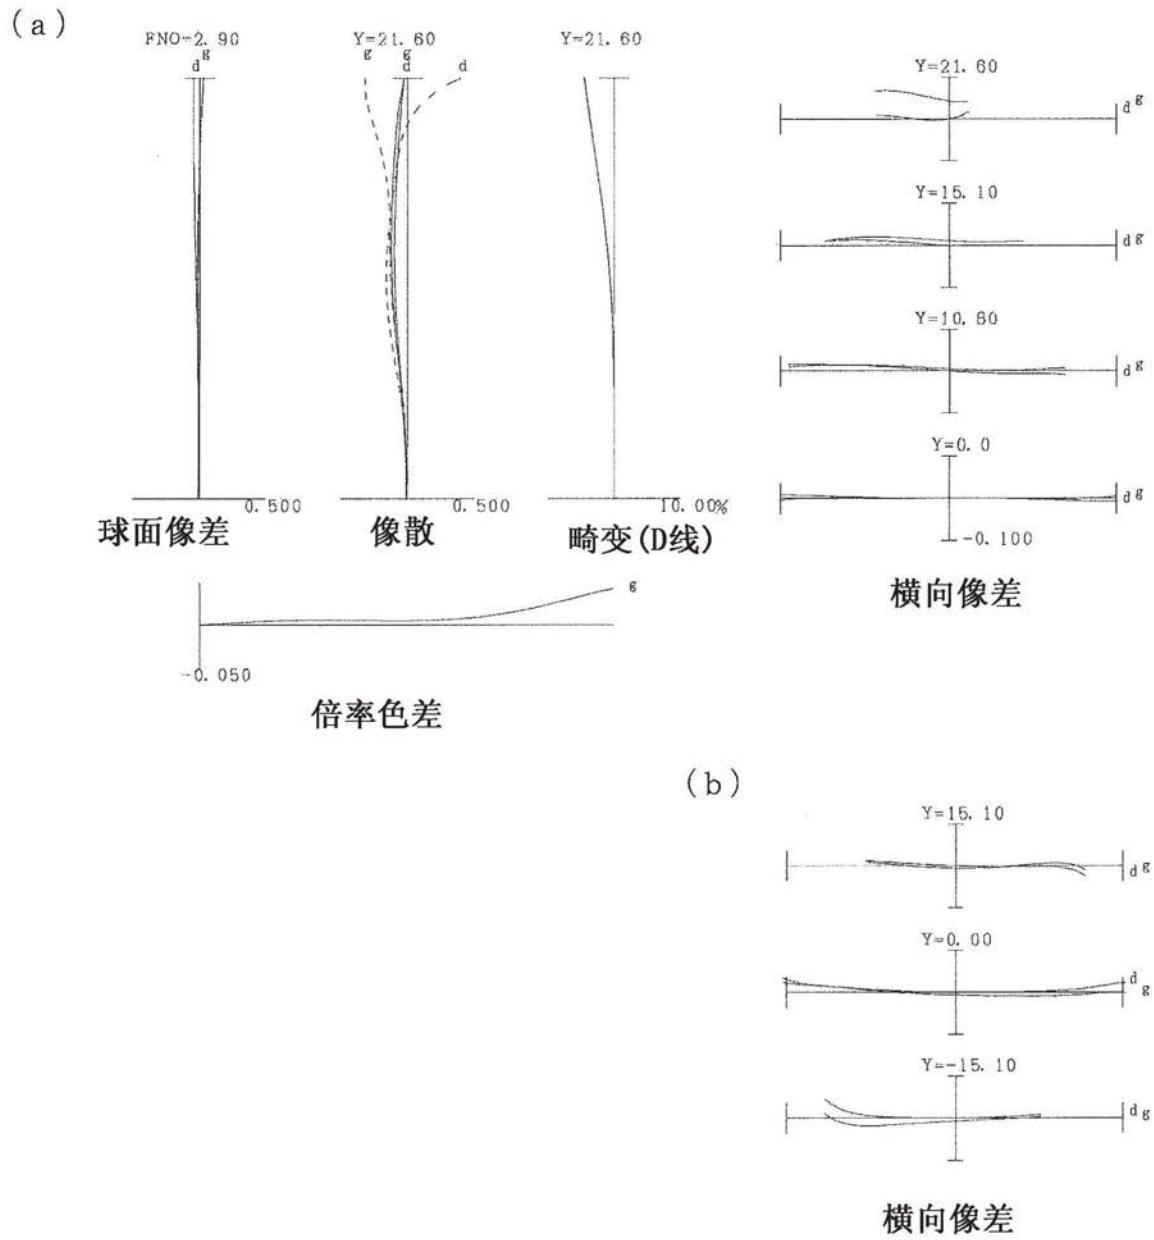 (a)
FNO=2.90
Y=21.60
Y=21.60
d g
g g d
d
0.500
0.500
10.00%
球面像差
像散
畸变(D线)
Y=21.60
d g
Y=15.10
d g
Y=10.80
d g
Y=0.0
d g
-0.100
横向像差
g
-0.050
倍率色差
(b)
Y=15.10
d g
Y=0.00
d
g
Y=-15.10
d g
横向像差